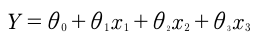 Y = θ₀ + θ₁x₁ + θ₂x₂ + θ₃x₃